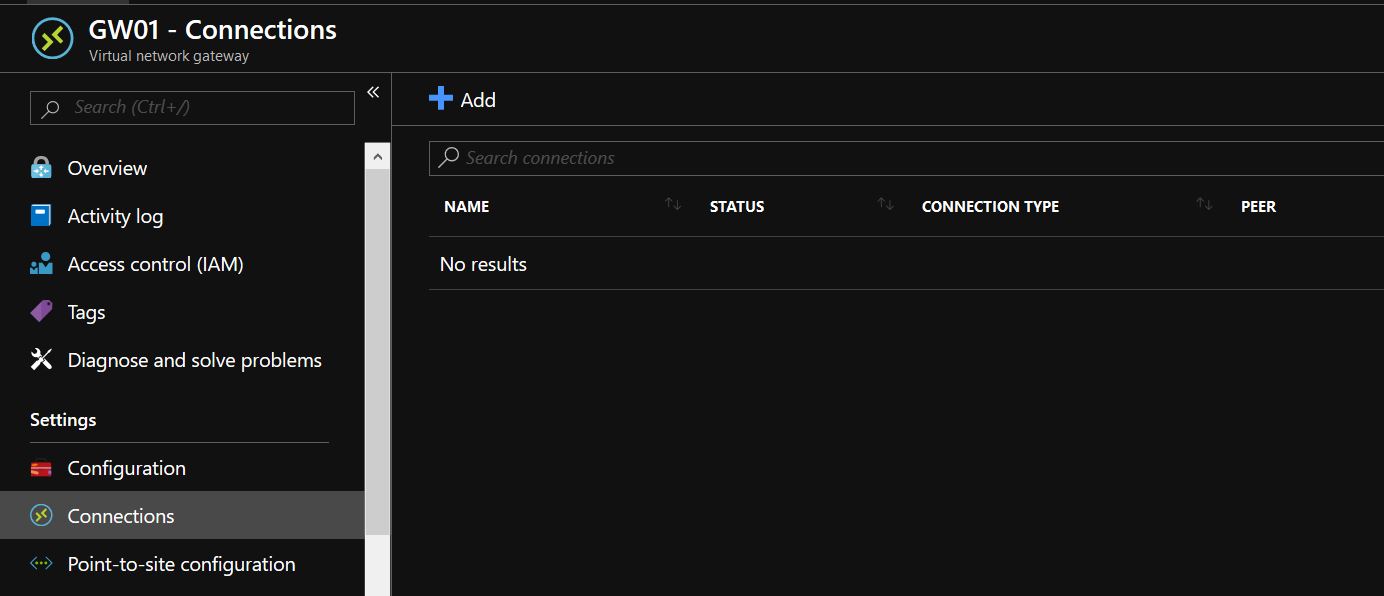 GW01 - Connections
Virtual network gateway
Search (Ctrl+/)
Overview
Activity log
Access control (IAM)
Tags
Diagnose and solve problems
Settings
Configuration
Connections
Point-to-site configuration
Add
Search connections
NAME STATUS CONNECTION TYPE PEER
No results